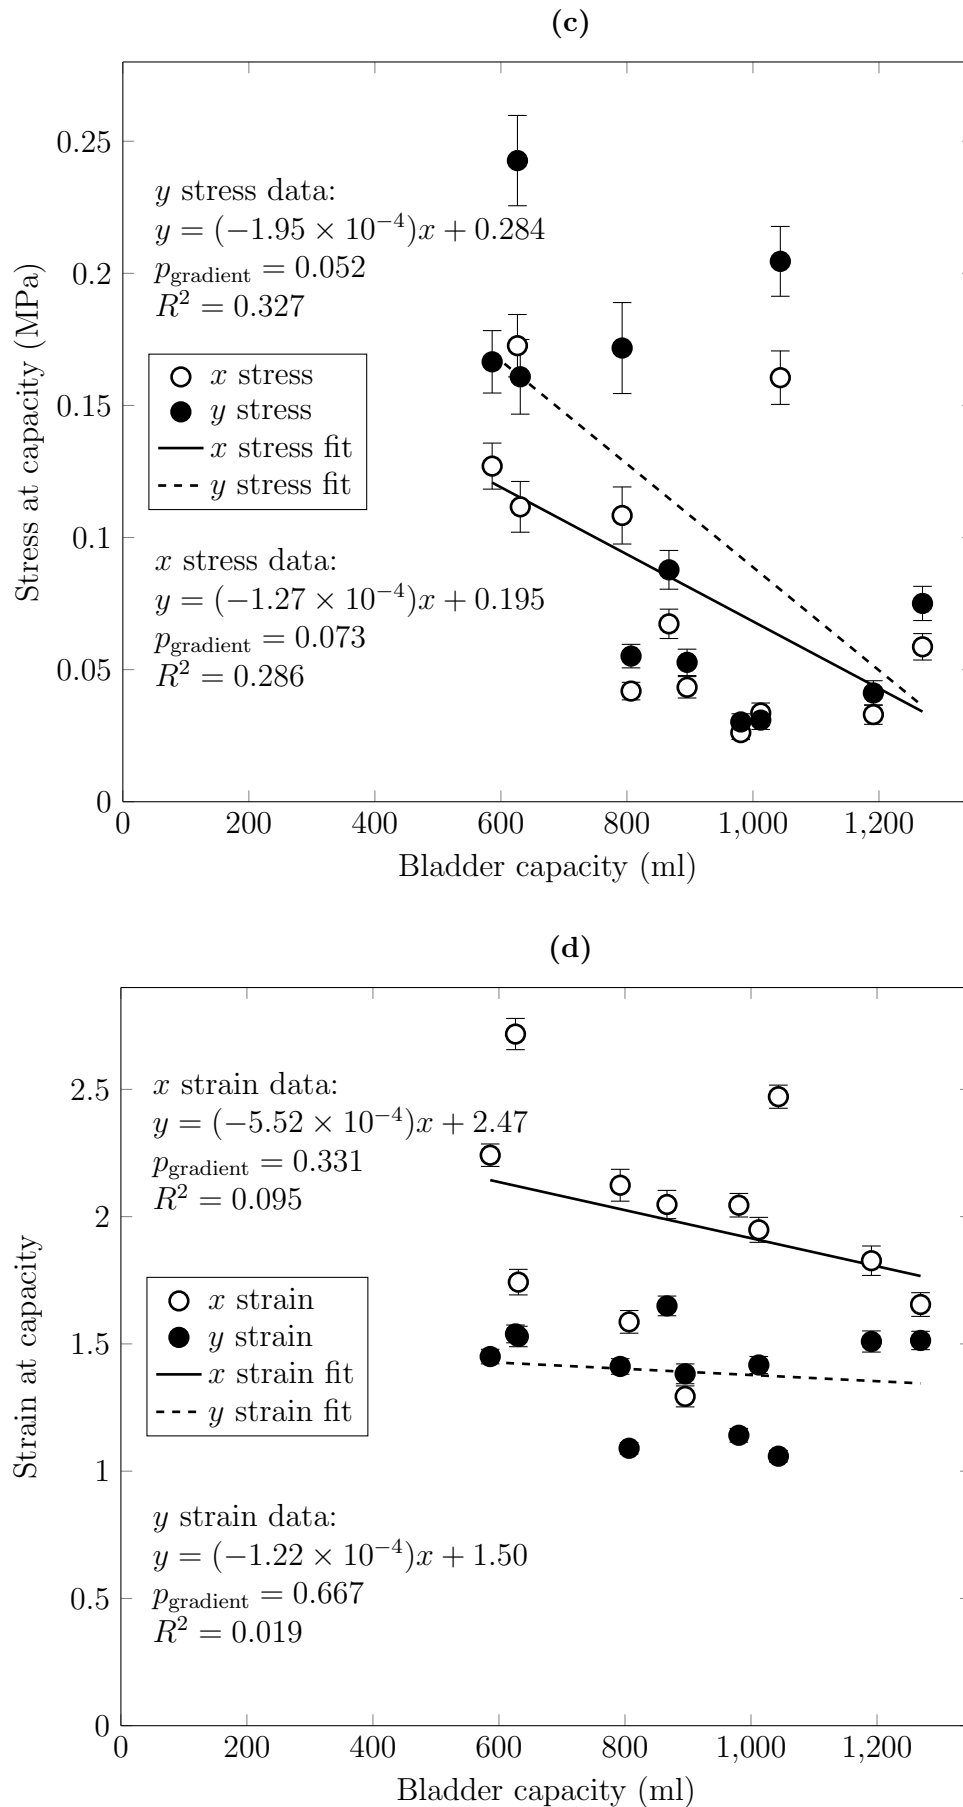 (c)
0.25
y stress data:
y = (−1.95 × 10⁻⁴)x + 0.284
p_gradient = 0.052
R² = 0.327
0.2
Stress at capacity (MPa)
0.15
x stress
y stress
x stress fit
y stress fit
0.1
x stress data:
y = (−1.27 × 10⁻⁴)x + 0.195
p_gradient = 0.073
R² = 0.286
0.05
0
0 200 400 600 800 1,000 1,200
Bladder capacity (ml)
(d)
2.5
x strain data:
y = (−5.52 × 10⁻⁴)x + 2.47
p_gradient = 0.331
R² = 0.095
2
Strain at capacity
x strain
y strain
x strain fit
y strain fit
1.5
1
y strain data:
y = (−1.22 × 10⁻⁴)x + 1.50
p_gradient = 0.667
R² = 0.019
0.5
0
0 200 400 600 800 1,000 1,200
Bladder capacity (ml)